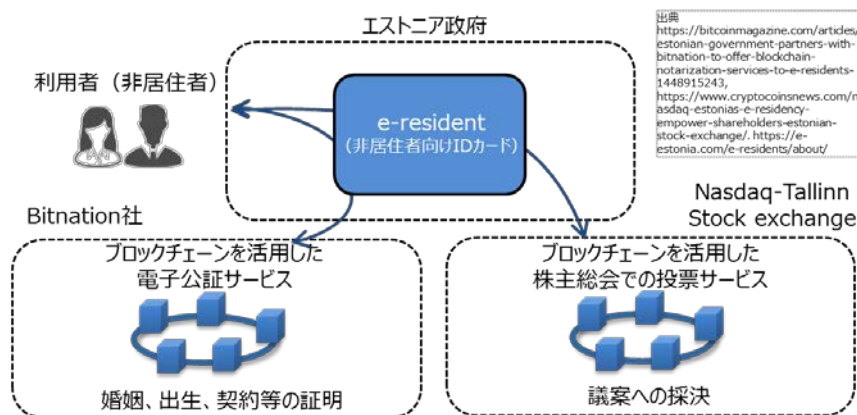 エストニア政府
出典
https://bitcoinmagazine.com/articles/
estonian-government-partners-with-
bitnation-to-offer-blockchain-
notarization-services-to-e-residents-
1448915243,
https://www.cryptocoinsnews.com/n
asdaq-estonias-e-residency-
empower-shareholders-estonian-
stock-exchange/. https://e-
estonia.com/e-residents/about/
利用者（非居住者）
e-resident
（非居住者向けIDカード）
Bitnation社
Nasdaq-Tallinn
Stock exchange
ブロックチェーンを活用した
電子公証サービス
婚姻、出生、契約等の証明
ブロックチェーンを活用した
株主総会での投票サービス
議案への採決